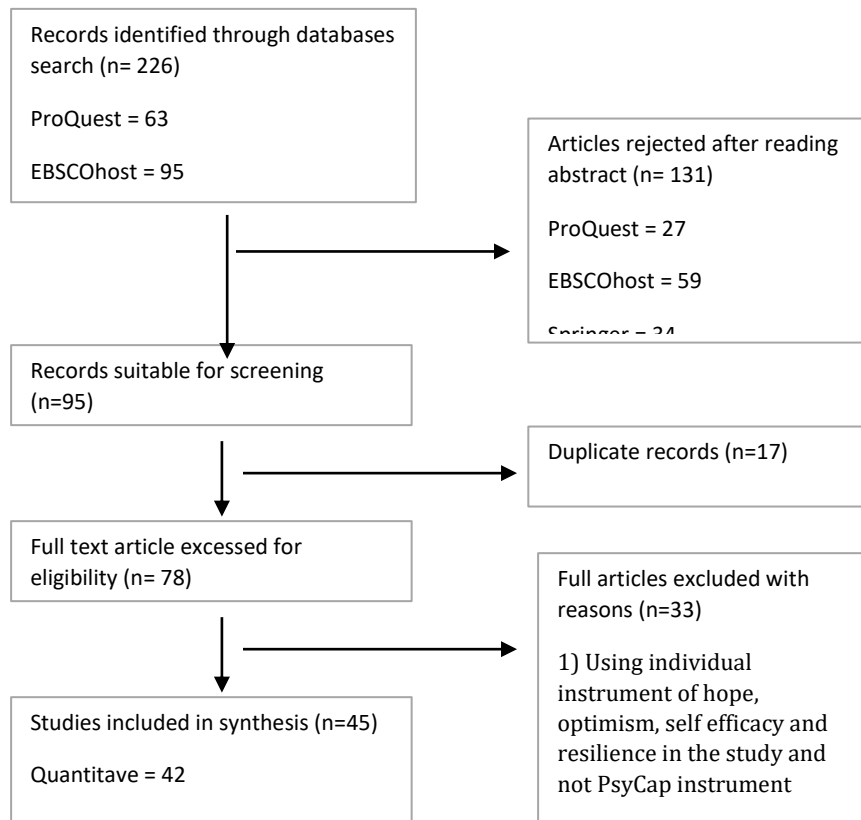 Records identified through databases
search (n= 226)
ProQuest = 63
EBSCOhost = 95
Articles rejected after reading
abstract (n= 131)
ProQuest = 27
EBSCOhost = 59
Springer = 34
Records suitable for screening
(n=95)
Duplicate records (n=17)
Full text article excessed for
eligibility (n= 78)
Full articles excluded with
reasons (n=33)
1) Using individual
instrument of hope,
optimism, self efficacy and
resilience in the study and
not PsyCap instrument
Studies included in synthesis (n=45)
Quantitave = 42